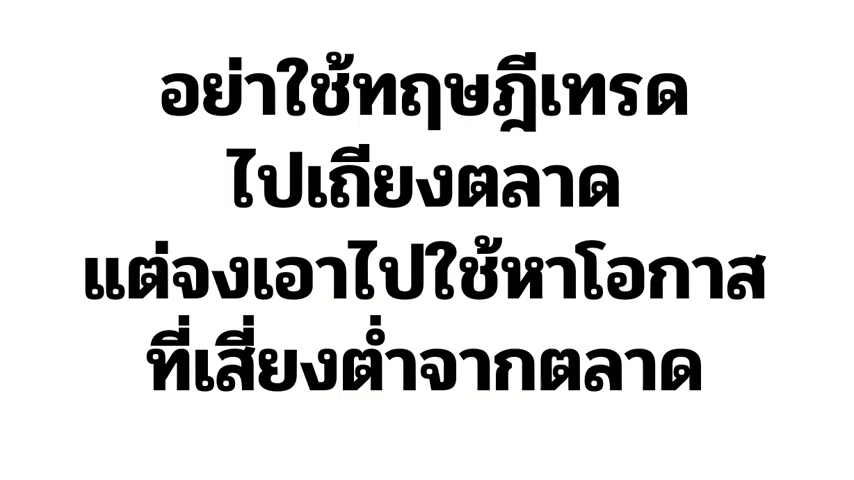 อย่าใช้ทฤษฎีเทรด
ไปเถียงตลาด
แต่จงเอาไปใช้หาโอกาส
ที่เสี่ยงต่ำจากตลาด